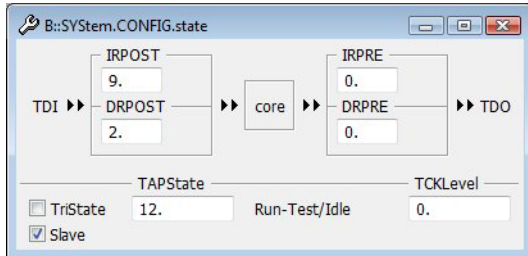 B::SYStem.CONFIG.state
IRPOST IRPRE
9. 0.
TDI DRPOST core DRPRE TDO
2. 0.
TAPState TCKLevel
TriState 12. Run-Test/Idle 0.
Slave